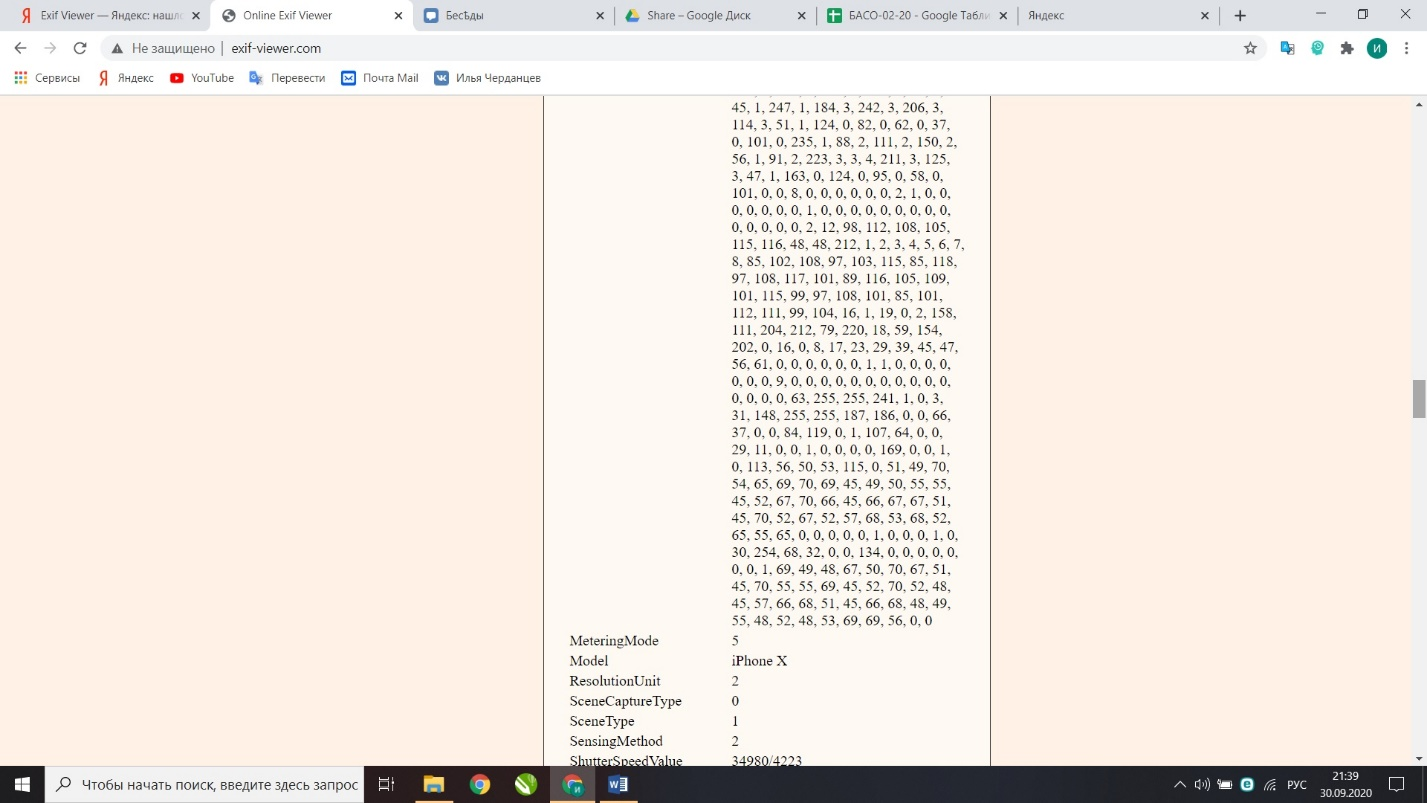 Exif Viewer — Яндекс: нашло
Online Exif Viewer
Бесѣды
Share – Google Диск
БАСО-02-20 - Google Табли
Яндекс
Не защищено | exif-viewer.com
И
Сервисы
Яндекс
YouTube
Перевести
Почта Mail
Илья Черданцев
45, 1, 247, 1, 184, 3, 242, 3, 206, 3,
114, 3, 51, 1, 124, 0, 82, 0, 62, 0, 37,
0, 101, 0, 235, 1, 88, 2, 111, 2, 150, 2,
56, 1, 91, 2, 223, 3, 3, 4, 211, 3, 125,
3, 47, 1, 163, 0, 124, 0, 95, 0, 58, 0,
101, 0, 0, 8, 0, 0, 0, 0, 0, 0, 2, 1, 0, 0,
0, 0, 0, 0, 0, 1, 0, 0, 0, 0, 0, 0, 0, 0, 0,
0, 0, 0, 0, 0, 2, 12, 98, 112, 108, 105,
115, 116, 48, 48, 212, 1, 2, 3, 4, 5, 6, 7,
8, 85, 102, 108, 97, 103, 115, 85, 118,
97, 108, 117, 101, 89, 116, 105, 109,
101, 115, 99, 97, 108, 101, 85, 101,
112, 111, 99, 104, 16, 1, 19, 0, 2, 158,
111, 204, 212, 79, 220, 18, 59, 154,
202, 0, 16, 0, 8, 17, 23, 29, 39, 45, 47,
56, 61, 0, 0, 0, 0, 0, 0, 1, 1, 0, 0, 0, 0,
0, 0, 0, 9, 0, 0, 0, 0, 0, 0, 0, 0, 0, 0, 0,
0, 0, 0, 0, 63, 255, 255, 241, 1, 0, 3,
31, 148, 255, 255, 187, 186, 0, 0, 66,
37, 0, 0, 84, 119, 0, 1, 107, 64, 0, 0,
29, 11, 0, 0, 1, 0, 0, 0, 0, 169, 0, 0, 1,
0, 113, 56, 50, 53, 115, 0, 51, 49, 70,
54, 65, 69, 70, 69, 45, 49, 50, 55, 55,
45, 52, 67, 70, 66, 45, 66, 67, 67, 51,
45, 70, 52, 67, 52, 57, 68, 53, 68, 52,
65, 55, 65, 0, 0, 0, 0, 0, 1, 0, 0, 0, 1, 0,
30, 254, 68, 32, 0, 0, 134, 0, 0, 0, 0, 0,
0, 0, 1, 69, 49, 48, 67, 50, 70, 67, 51,
45, 70, 55, 55, 69, 45, 52, 70, 52, 48,
45, 57, 66, 68, 51, 45, 66, 68, 48, 49,
55, 48, 52, 48, 53, 69, 69, 56, 0, 0
MeteringMode 5
Model iPhone X
ResolutionUnit 2
SceneCaptureType 0
SceneType 1
SensingMethod 2
ShutterSpeedValue 34980/4223
Чтобы начать поиск, введите здесь запрос
РУС
21:39
30.09.2020